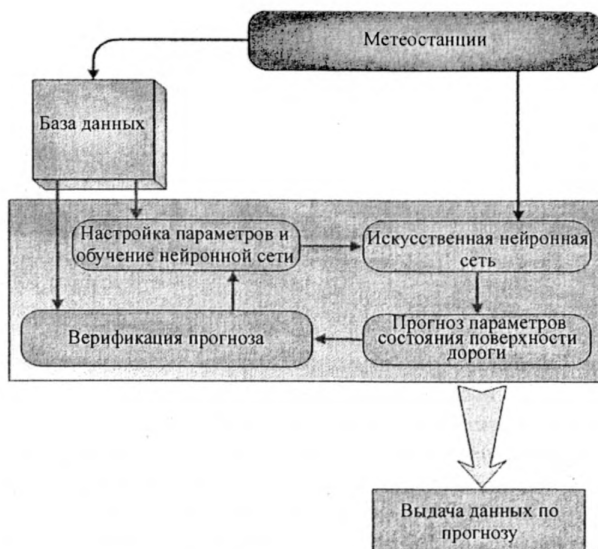 Метеостанции
База данных
Настройка параметров и
обучение нейронной сети
Искусственная нейронная
сеть
Верификация прогноза
Прогноз параметров
состояния поверхности
дороги
Выдача данных по
прогнозу